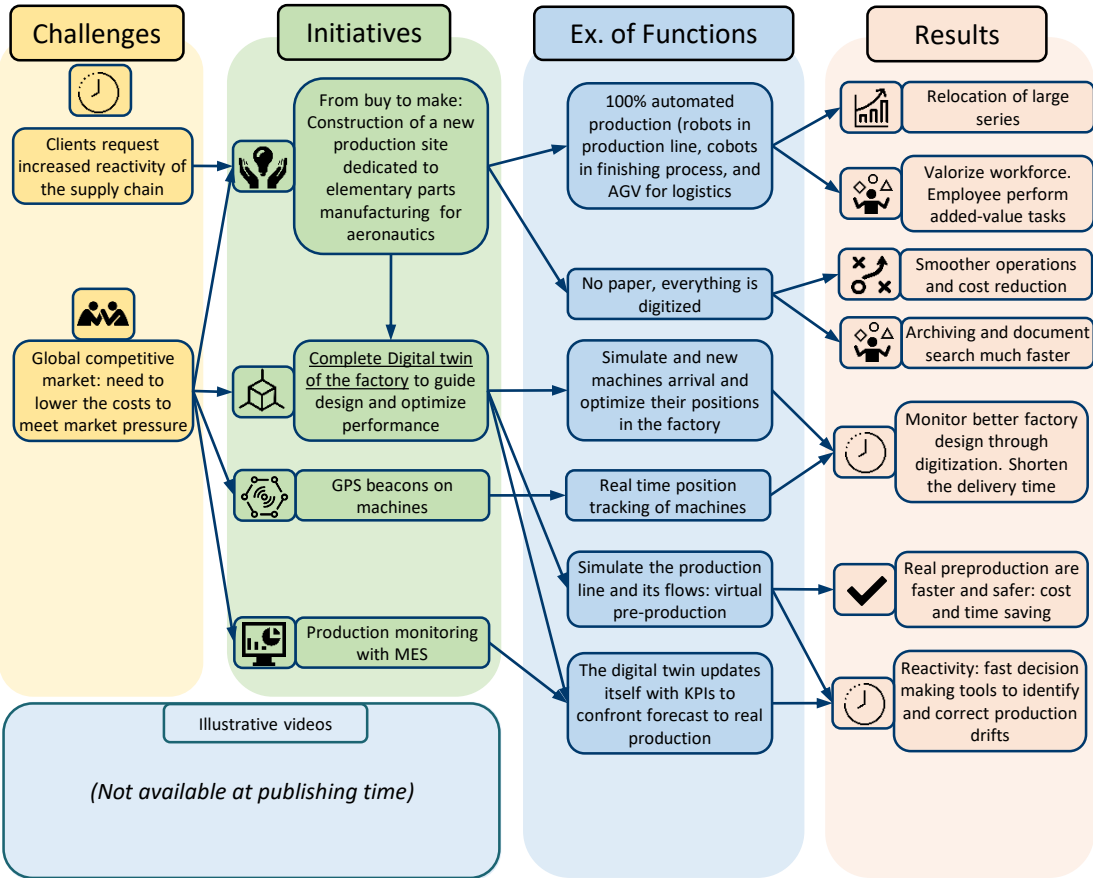 Challenges
Initiatives
Ex. of Functions
Results
Clients request
increased reactivity of
the supply chain
Global competitive
market: need to
lower the costs to
meet market pressure
From buy to make:
Construction of a new
production site
dedicated to
elementary parts
manufacturing for
aeronautics
Complete Digital twin
of the factory to guide
design and optimize
performance
GPS beacons on
machines
Production monitoring
with MES
100% automated
production (robots in
production line, cobots
in finishing process, and
AGV for logistics
No paper, everything is
digitized
Simulate and new
machines arrival and
optimize their positions
in the factory
Real time position
tracking of machines
Simulate the production
line and its flows: virtual
pre-production
The digital twin updates
itself with KPIs to
confront forecast to real
production
Relocation of large
series
Valorize workforce.
Employee perform
added-value tasks
Smoother operations
and cost reduction
Archiving and document
search much faster
Monitor better factory
design through
digitization. Shorten
the delivery time
Real preproduction are
faster and safer: cost
and time saving
Reactivity: fast decision
making tools to identify
and correct production
drifts
Illustrative videos
(Not available at publishing time)